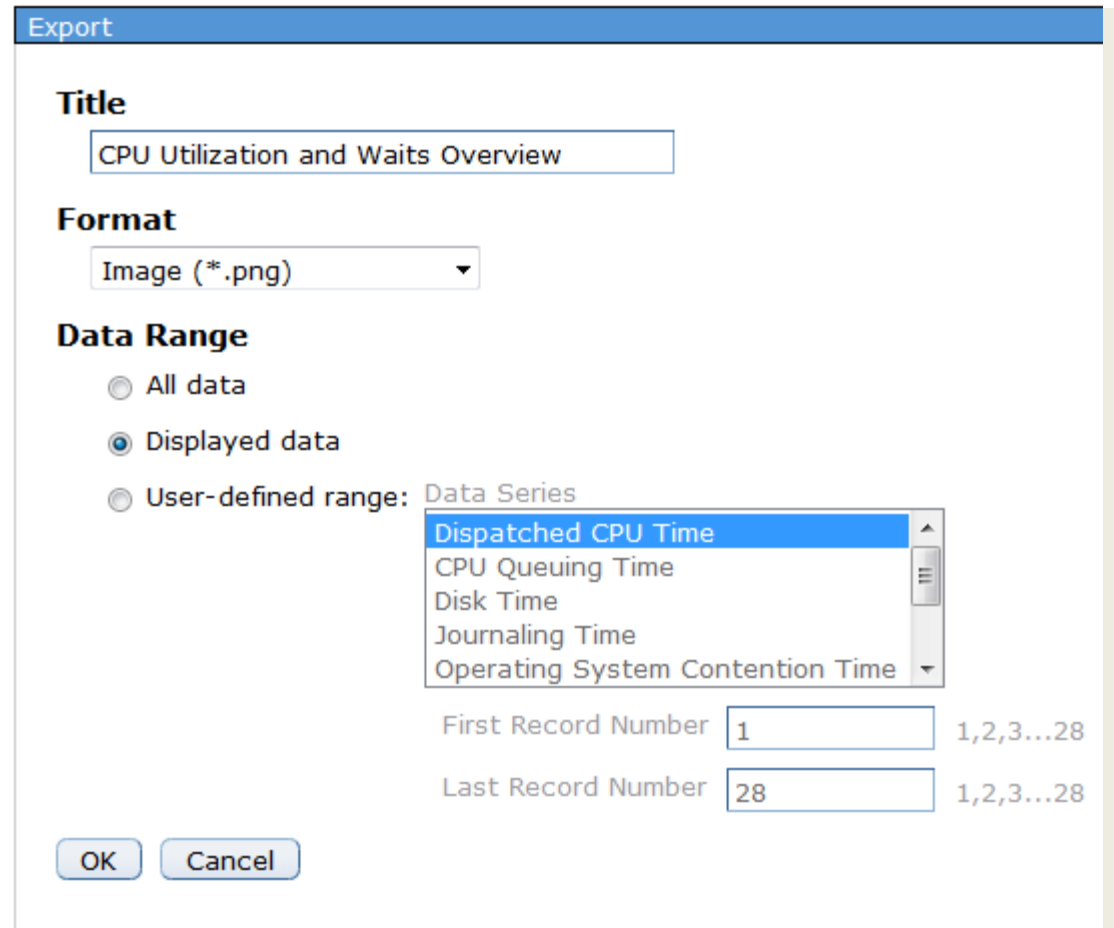 Export
Title
CPU Utilization and Waits Overview
Format
Image (*.png)
Data Range
All data
Displayed data
User-defined range: Data Series
Dispatched CPU Time
CPU Queuing Time
Disk Time
Journaling Time
Operating System Contention Time
First Record Number 1 1,2,3...28
Last Record Number 28 1,2,3...28
OK Cancel